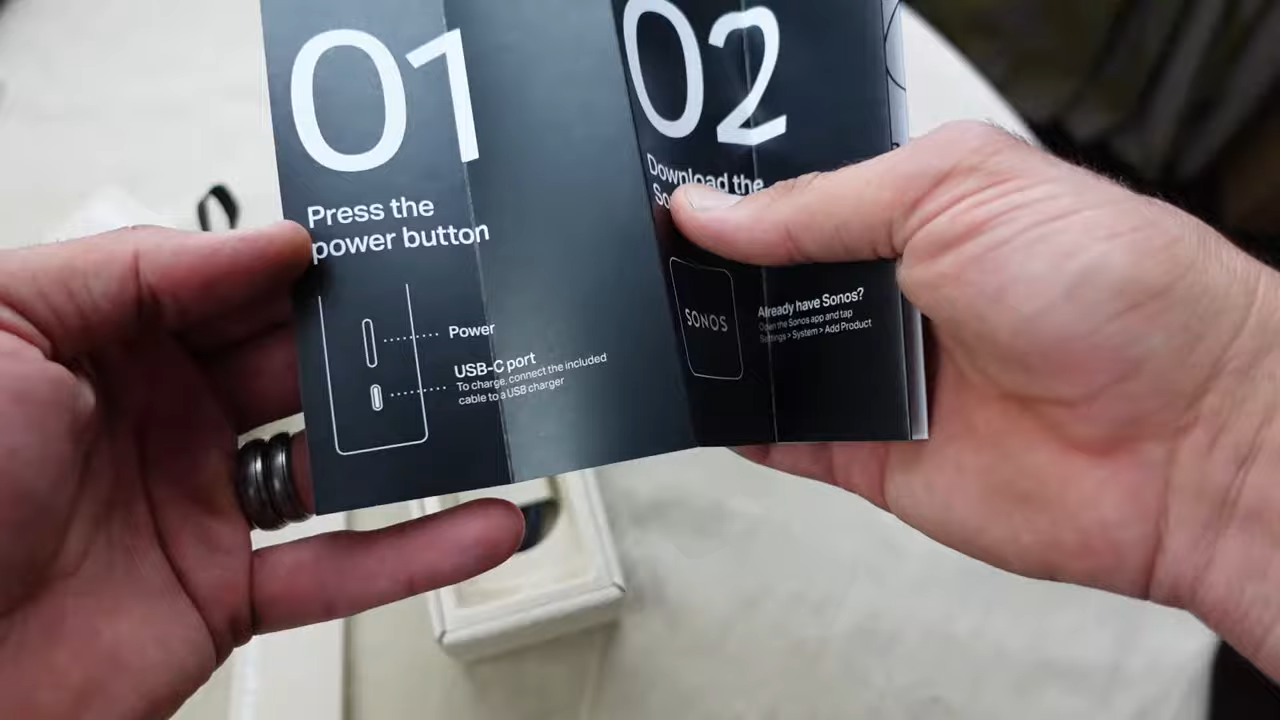 01
Press the
power button
Power
USB-C port
To charge, connect the included
cable to a USB charger
02
Download the
SONOS
Already have Sonos?
Open the Sonos app and tap
Settings > System > Add Product